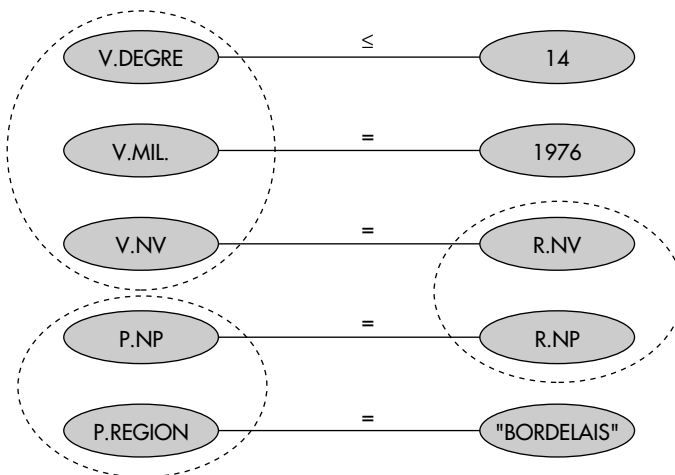 V.DEGRE ≤ 14
V.MIL. = 1976
V.NV = R.NV
P.NP = R.NP
P.REGION = "BORDELAIS"